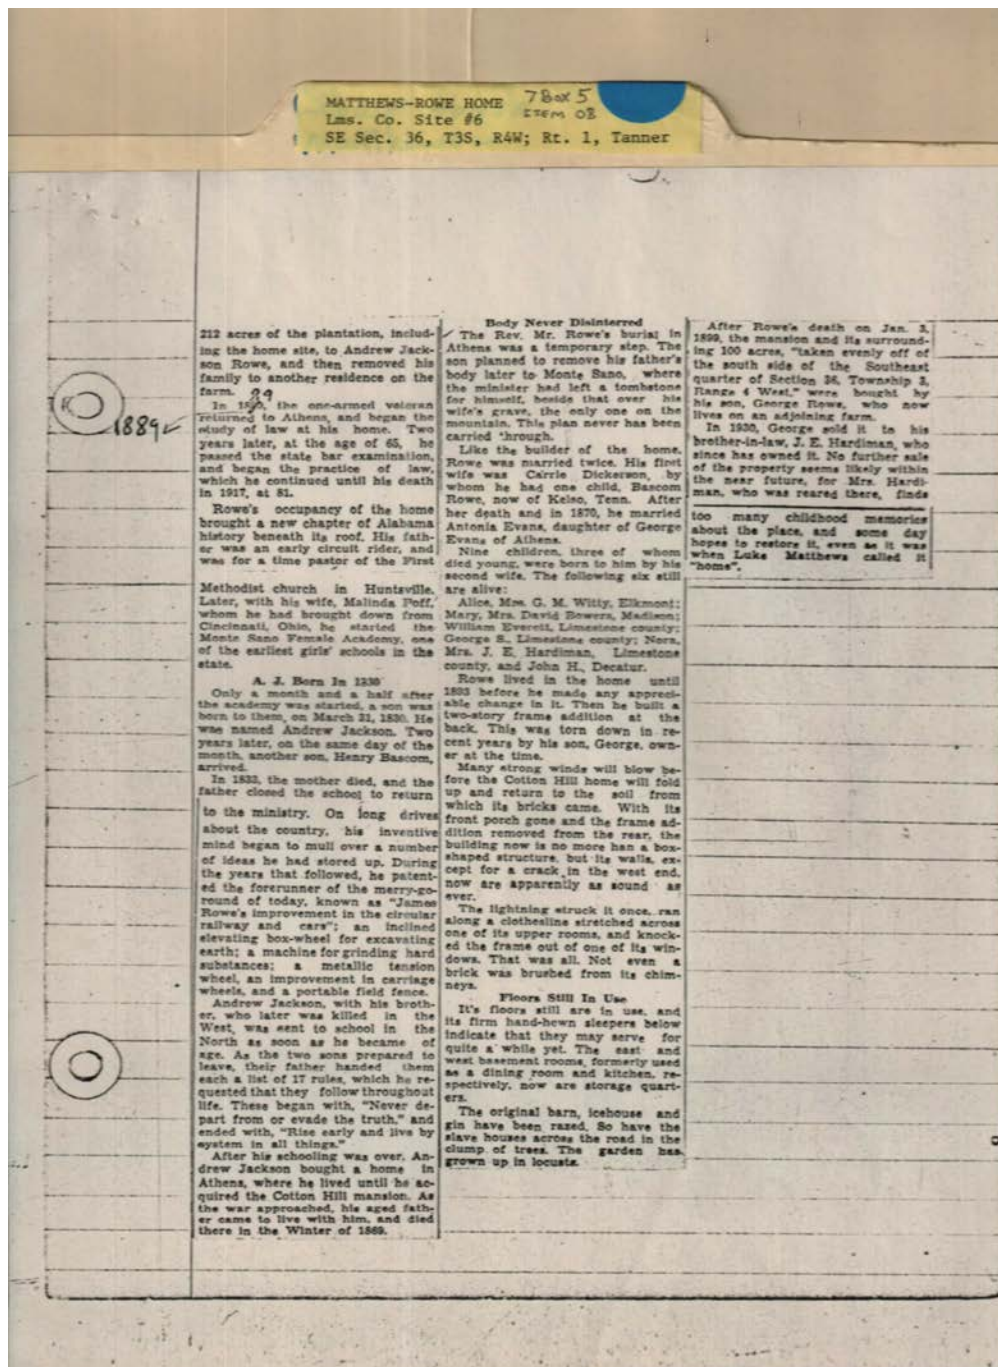 MATTHEWS-ROWE HOME
7Box 5
ITEM 08
Lms. Co. Site #6
SE Sec. 36, T3S, R4W; Rt. 1, Tanner
1889
212 acres of the plantation, includ-
ing the home site, to Andrew Jack-
son Rowe, and then removed his
family to another residence on the
farm.
89
In the one-armed veteran
returned to Athens, and began the
study of law at his home. Two
years later, at the age of 65, he
passed the state bar examination,
and began the practice of law,
which he continued until his death
in 1917, at 81.
Rowe's occupancy of the home
brought a new chapter of Alabama
history beneath its roof. His fath-
er was an early circuit rider, and
was for a time pastor of the First
Methodist church in Huntsville.
Later, with his wife, Malinda Poff,
whom he had brought down from
Cincinnati, Ohio, he started the
Monte Sano Female Academy, one
of the earliest girls' schools in the
state.
A. J. Born In 1830
Only a month and a half after
the academy was started, a son was
born to them, on March 31, 1830. He
was named Andrew Jackson. Two
years later, on the same day of the
month, another son, Henry Bascom,
arrived.
In 1833, the mother died, and the
father closed the school to return
to the ministry. On long drives
about the country, his inventive
mind began to mull over a number
of ideas he had stored up. During
the years that followed, he patent-
ed the forerunner of the merry-go-
round of today, known as "James
Rowe's improvement in the circular
railway and cars"; an inclined
elevating box-wheel for excavating
earth; a machine for grinding hard
substances; a metallic tension
wheel, an improvement in carriage
wheels, and a portable field fence.
Andrew Jackson, with his broth-
er, who later was killed in the
West, was sent to school in the
North as soon as he became of
age. As the two sons prepared to
leave, their father handed them
each a list of 17 rules, which he re-
quested that they follow throughout
life. These began with, "Never de-
part from or evade the truth," and
ended with, "Rise early and live by
system in all things."
After his schooling was over, An-
drew Jackson bought a home in
Athens, where he lived until he ac-
quired the Cotton Hill mansion. As
the war approached, his aged fath-
er came to live with him, and died
there in the Winter of 1869.
Body Never Disinterred
The Rev. Mr. Rowe's burial in
Athens was a temporary step. The
son planned to remove his father's
body later to Monte Sano, where
the minister had left a tombstone
for himself, beside that over his
wife's grave, the only one on the
mountain. This plan never has been
carried through.
Like the builder of the home,
Rowe was married twice. His first
wife was Carrie Dickerson, by
whom he had one child, Bascom
Rowe, now of Kelso, Tenn. After
her death and in 1870, he married
Antonia Evans, daughter of George
Evans of Athens.
Nine children, three of whom
died young, were born to him by his
second wife. The following six still
are alive:
Alice, Mrs. G. M. Witty, Elkmont;
Mary, Mrs. David Bowers, Madison;
William Everett, Limestone county;
George S., Limestone county; Nora,
Mrs. J. E. Hardiman, Limestone
county, and John H., Decatur.
Rowe lived in the home until
1893 before he made any appreci-
able change in it. Then he built a
two-story frame addition at the
back. This was torn down in re-
cent years by his son, George, own-
er at the time.
Many strong winds will blow be-
fore the Cotton Hill home will fold
up and return to the soil from
which its bricks came. With its
front porch gone and the frame ad-
dition removed from the rear, the
building now is no more han a box-
shaped structure, but its walls, ex-
cept for a crack in the west end,
now are apparently as sound as
ever.
The lightning struck it once, ran
along a clothesline stretched across
one of its upper rooms, and knock-
ed the frame out of one of its win-
dows. That was all. Not even a
brick was brushed from its chim-
neys.
Floors Still In Use
It's floors still are in use, and
its firm hand-hewn sleepers below
indicate that they may serve for
quite a while yet. The east and
west basement rooms, formerly used
as a dining room and kitchen, re-
spectively, now are storage quart-
ers.
The original barn, icehouse and
gin have been razed. So have the
slave houses across the road in the
clump of trees. The garden has
grown up in locusts.
After Rowe's death on Jan. 3,
1899, the mansion and its surround-
ing 100 acres, "taken evenly off of
the south side of the Southeast
quarter of Section 36, Township 3,
Range 4 West," were bought by
his son, George Rowe, who now
lives on an adjoining farm.
In 1930, George sold it to his
brother-in-law, J. E. Hardiman, who
since has owned it. No further sale
of the property seems likely within
the near future, for Mrs. Hardi-
man, who was reared there, finds
too many childhood memories
about the place, and some day
hopes to restore it, even as it was
when Luke Matthews called it
"home".